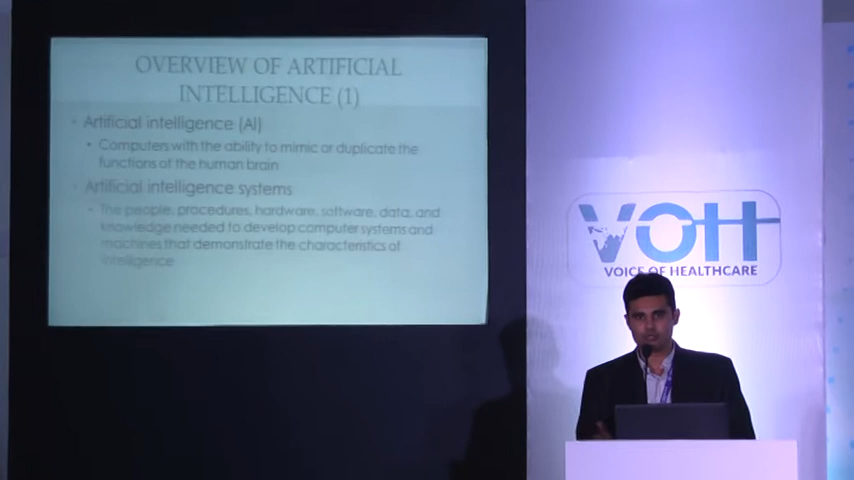 OVERVIEW OF ARTIFICIAL
INTELLIGENCE (1)
Artificial intelligence (AI)
Computers with the ability to mimic or duplicate the
functions of the human brain
Artificial intelligence systems
The people, procedures, hardware, software, data, and
knowledge needed to develop computer systems and
machines that demonstrate the characteristics of
intelligence
VOH
VOICE OF HEALTHCARE